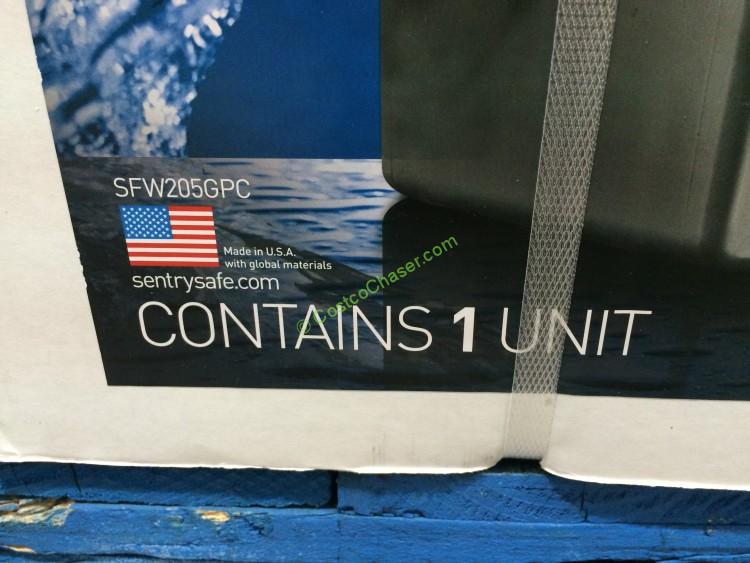 SFW205GPC
Made in U.S.A.
with global materials
sentrysafe.com
© CostcoChaser.com
CONTAINS 1 UNIT